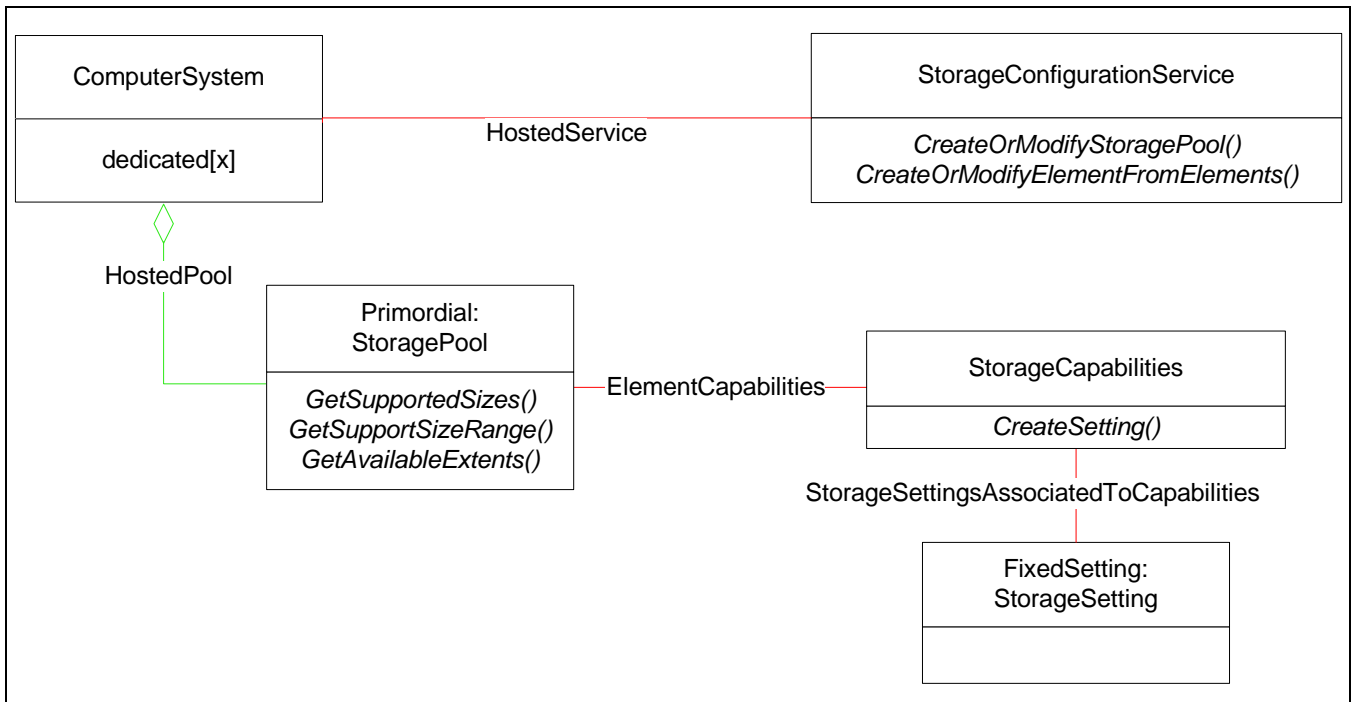 ComputerSystem
dedicated[x]
HostedService
StorageConfigurationService
CreateOrModifyStoragePool()
CreateOrModifyElementFromElements()
HostedPool
Primordial:
StoragePool
GetSupportedSizes()
GetSupportSizeRange()
GetAvailableExtents()
ElementCapabilities
StorageCapabilities
CreateSetting()
StorageSettingsAssociatedToCapabilities
FixedSetting:
StorageSetting